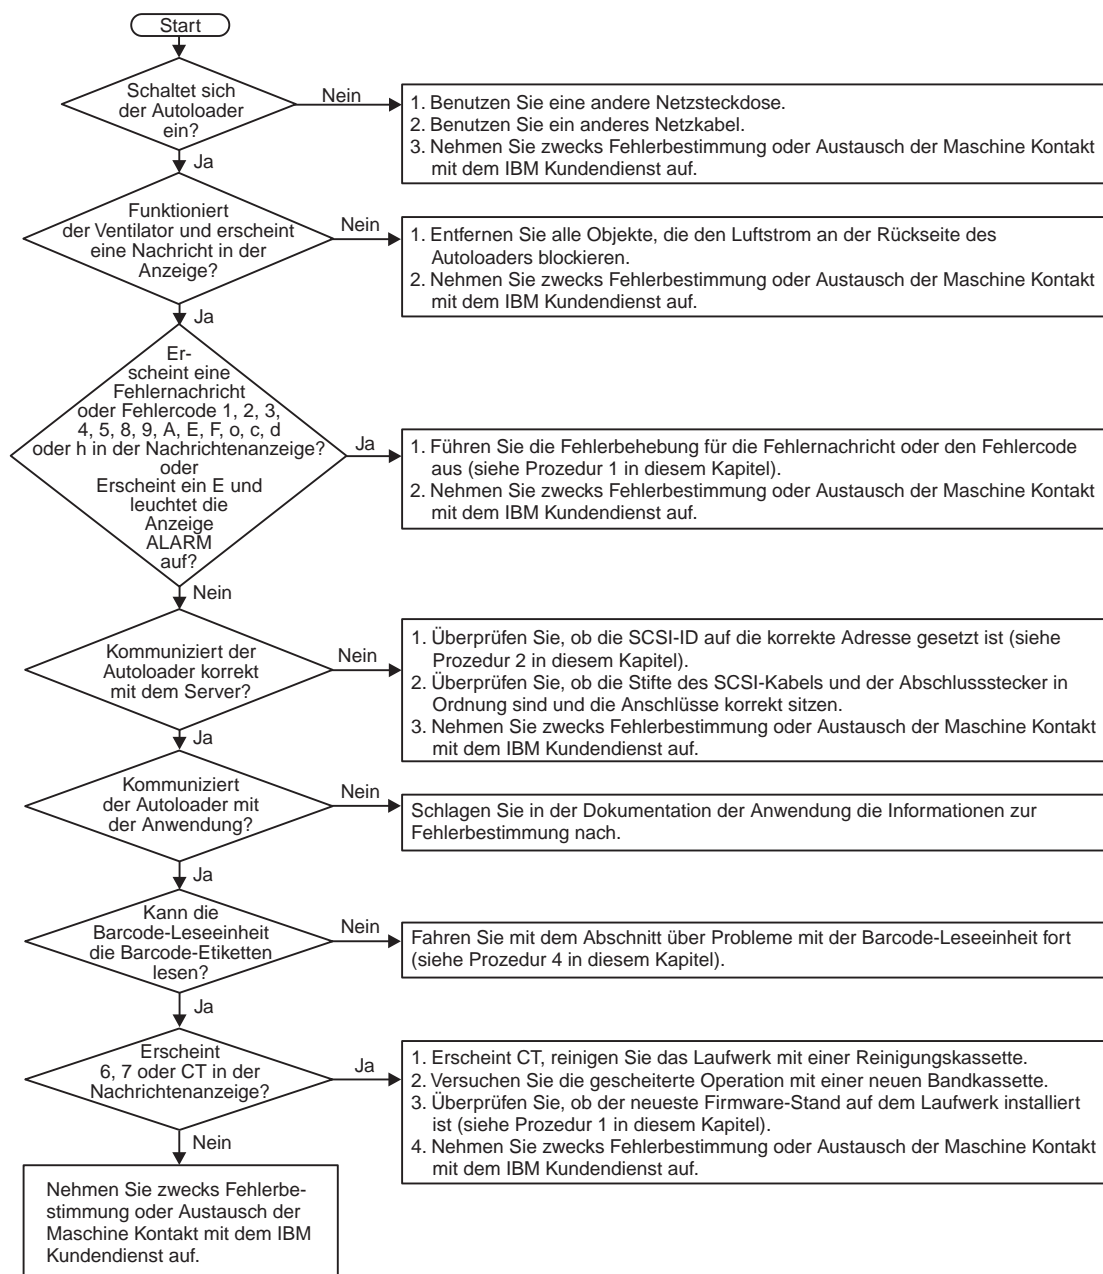 Start
Schaltet sich
der Autoloader
ein?
Nein
1. Benutzen Sie eine andere Netzsteckdose.
2. Benutzen Sie ein anderes Netzkabel.
3. Nehmen Sie zwecks Fehlerbestimmung oder Austausch der Maschine Kontakt
mit dem IBM Kundendienst auf.
Ja
Funktioniert
der Ventilator und erscheint
eine Nachricht in der
Anzeige?
Nein
1. Entfernen Sie alle Objekte, die den Luftstrom an der Rückseite des
Autoloaders blockieren.
2. Nehmen Sie zwecks Fehlerbestimmung oder Austausch der Maschine Kontakt
mit dem IBM Kundendienst auf.
Ja
Er-
scheint eine
Fehlernachricht
oder Fehlercode 1, 2, 3,
4, 5, 8, 9, A, E, F, o, c, d
oder h in der Nachrichtenanzeige?
oder
Erscheint ein E und
leuchtet die
Anzeige
ALARM
auf?
Ja
1. Führen Sie die Fehlerbehebung für die Fehlernachricht oder den Fehlercode
aus (siehe Prozedur 1 in diesem Kapitel).
2. Nehmen Sie zwecks Fehlerbestimmung oder Austausch der Maschine Kontakt
mit dem IBM Kundendienst auf.
Nein
Kommuniziert der
Autoloader korrekt
mit dem Server?
Nein
1. Überprüfen Sie, ob die SCSI-ID auf die korrekte Adresse gesetzt ist (siehe
Prozedur 2 in diesem Kapitel).
2. Überprüfen Sie, ob die Stifte des SCSI-Kabels und der Abschlussstecker in
Ordnung sind und die Anschlüsse korrekt sitzen.
3. Nehmen Sie zwecks Fehlerbestimmung oder Austausch der Maschine Kontakt
mit dem IBM Kundendienst auf.
Ja
Kommuniziert
der Autoloader mit
der Anwendung?
Nein
Schlagen Sie in der Dokumentation der Anwendung die Informationen zur
Fehlerbestimmung nach.
Ja
Kann die
Barcode-Leseeinheit
die Barcode-Etiketten
lesen?
Nein
Fahren Sie mit dem Abschnitt über Probleme mit der Barcode-Leseeinheit fort
(siehe Prozedur 4 in diesem Kapitel).
Ja
Erscheint
6, 7 oder CT in der
Nachrichtenanzeige?
Ja
1. Erscheint CT, reinigen Sie das Laufwerk mit einer Reinigungskassette.
2. Versuchen Sie die gescheiterte Operation mit einer neuen Bandkassette.
3. Überprüfen Sie, ob der neueste Firmware-Stand auf dem Laufwerk installiert
ist (siehe Prozedur 1 in diesem Kapitel).
4. Nehmen Sie zwecks Fehlerbestimmung oder Austausch der Maschine Kontakt
mit dem IBM Kundendienst auf.
Nein
Nehmen Sie zwecks Fehlerbe-
stimmung oder Austausch der
Maschine Kontakt mit dem IBM
Kundendienst auf.